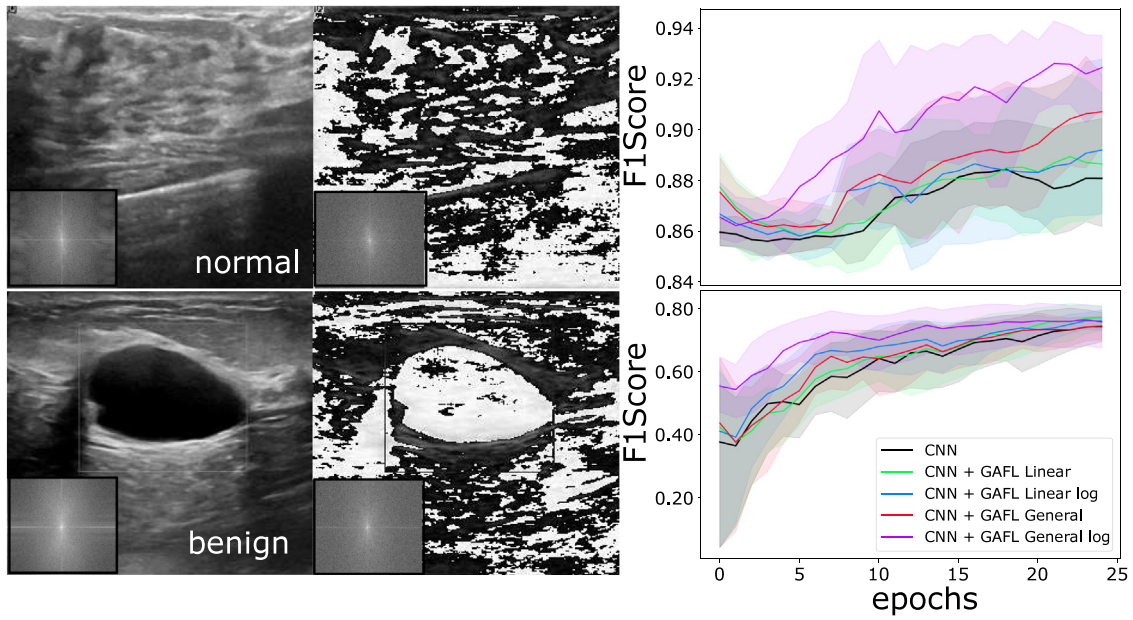 normal
benign
F1Score
0.94
0.92
0.90
0.88
0.86
0.84
F1Score
0.80
0.60
0.40
0.20
CNN
CNN + GAFL Linear
CNN + GAFL Linear log
CNN + GAFL General
CNN + GAFL General log
0 5 10 15 20 25
epochs